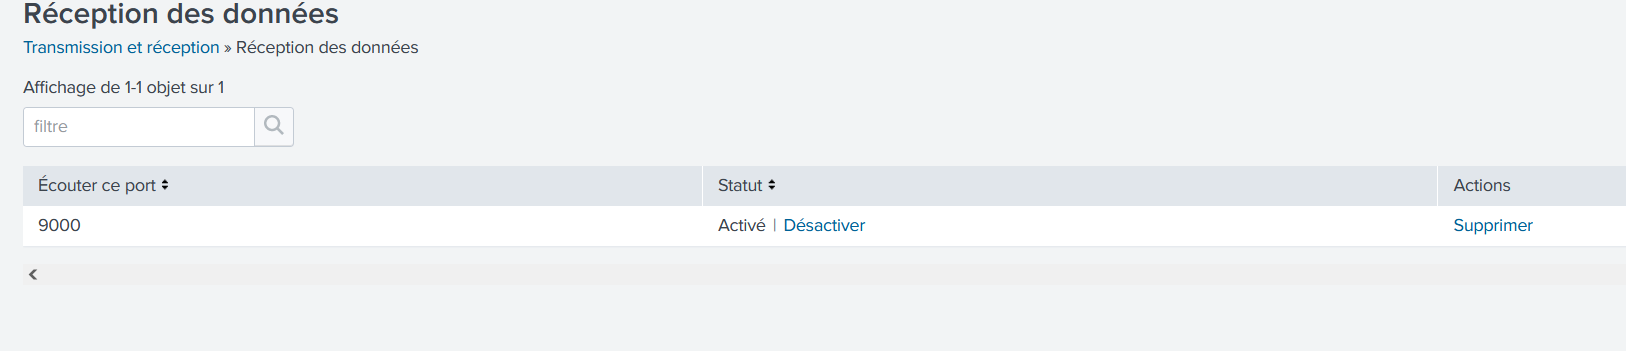 Réception des données
Transmission et réception » Réception des données
Affichage de 1-1 objet sur 1
filtre
Écouter ce port Statut Actions
9000 Activé | Désactiver Supprimer